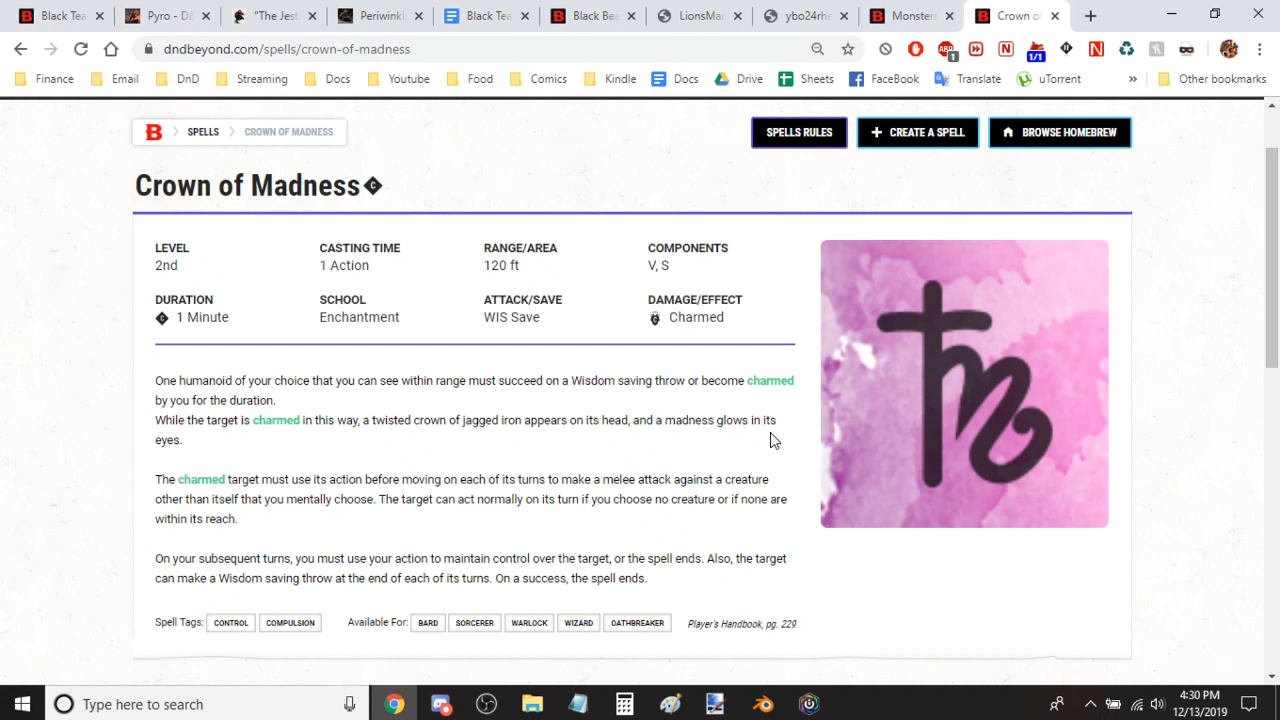 Black Tea
Pyro's D&
"The Jes
Periwink
Black Tea
Black Be
LionsMa
ybo24rh
Monsters
Crown of
dndbeyond.com/spells/crown-of-madness
ABP 1
1/1
Finance
Email
DnD
Streaming
Docs
Youtube
Food
Comics
Kindle
Docs
Drive
Sheets
FaceBook
Translate
uTorrent
»
Other bookmarks
B SPELLS CROWN OF MADNESS
SPELLS RULES
+ CREATE A SPELL
BROWSE HOMEBREW
Crown of Madness
LEVEL CASTING TIME RANGE/AREA COMPONENTS
2nd 1 Action 120 ft V, S
DURATION SCHOOL ATTACK/SAVE DAMAGE/EFFECT
1 Minute Enchantment WIS Save Charmed
One humanoid of your choice that you can see within range must succeed on a Wisdom saving throw or become charmed
by you for the duration.
While the target is charmed in this way, a twisted crown of jagged iron appears on its head, and a madness glows in its
eyes.
The charmed target must use its action before moving on each of its turns to make a melee attack against a creature
other than itself that you mentally choose. The target can act normally on its turn if you choose no creature or if none are
within its reach.
On your subsequent turns, you must use your action to maintain control over the target, or the spell ends. Also, the target
can make a Wisdom saving throw at the end of each of its turns. On a success, the spell ends.
Spell Tags: CONTROL COMPULSION Available For: BARD SORCERER WARLOCK WIZARD OATHBREAKER Player's Handbook, pg. 229
Type here to search
4:30 PM
12/13/2019